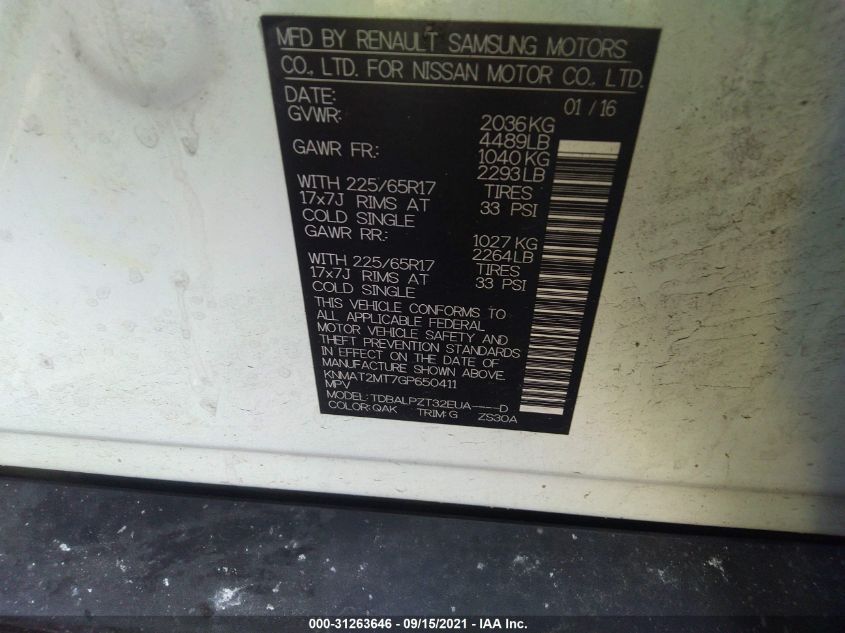 MFD BY RENAULT SAMSUNG MOTORS
CO., LTD. FOR NISSAN MOTOR CO., LTD.
DATE: 01 / 16
GVWR: 2036KG
4489LB
GAWR FR.: 1040KG
2293LB
WITH 225/65R17 TIRES
17x7J RIMS AT 33 PSI
COLD SINGLE
GAWR RR.: 1027KG
2264LB
WITH 225/65R17 TIRES
17x7J RIMS AT 33 PSI
COLD SINGLE
THIS VEHICLE CONFORMS TO
ALL APPLICABLE FEDERAL
MOTOR VEHICLE SAFETY AND
THEFT PREVENTION STANDARDS
IN EFFECT ON THE DATE OF
MANUFACTURE SHOWN ABOVE.
KNMAT2MT7GP650411
MPV
MODEL:TDBALPZT32EUA----D
COLOR:QAK TRIM:G ZS30A
000-31263646 - 09/15/2021 - IAA Inc.